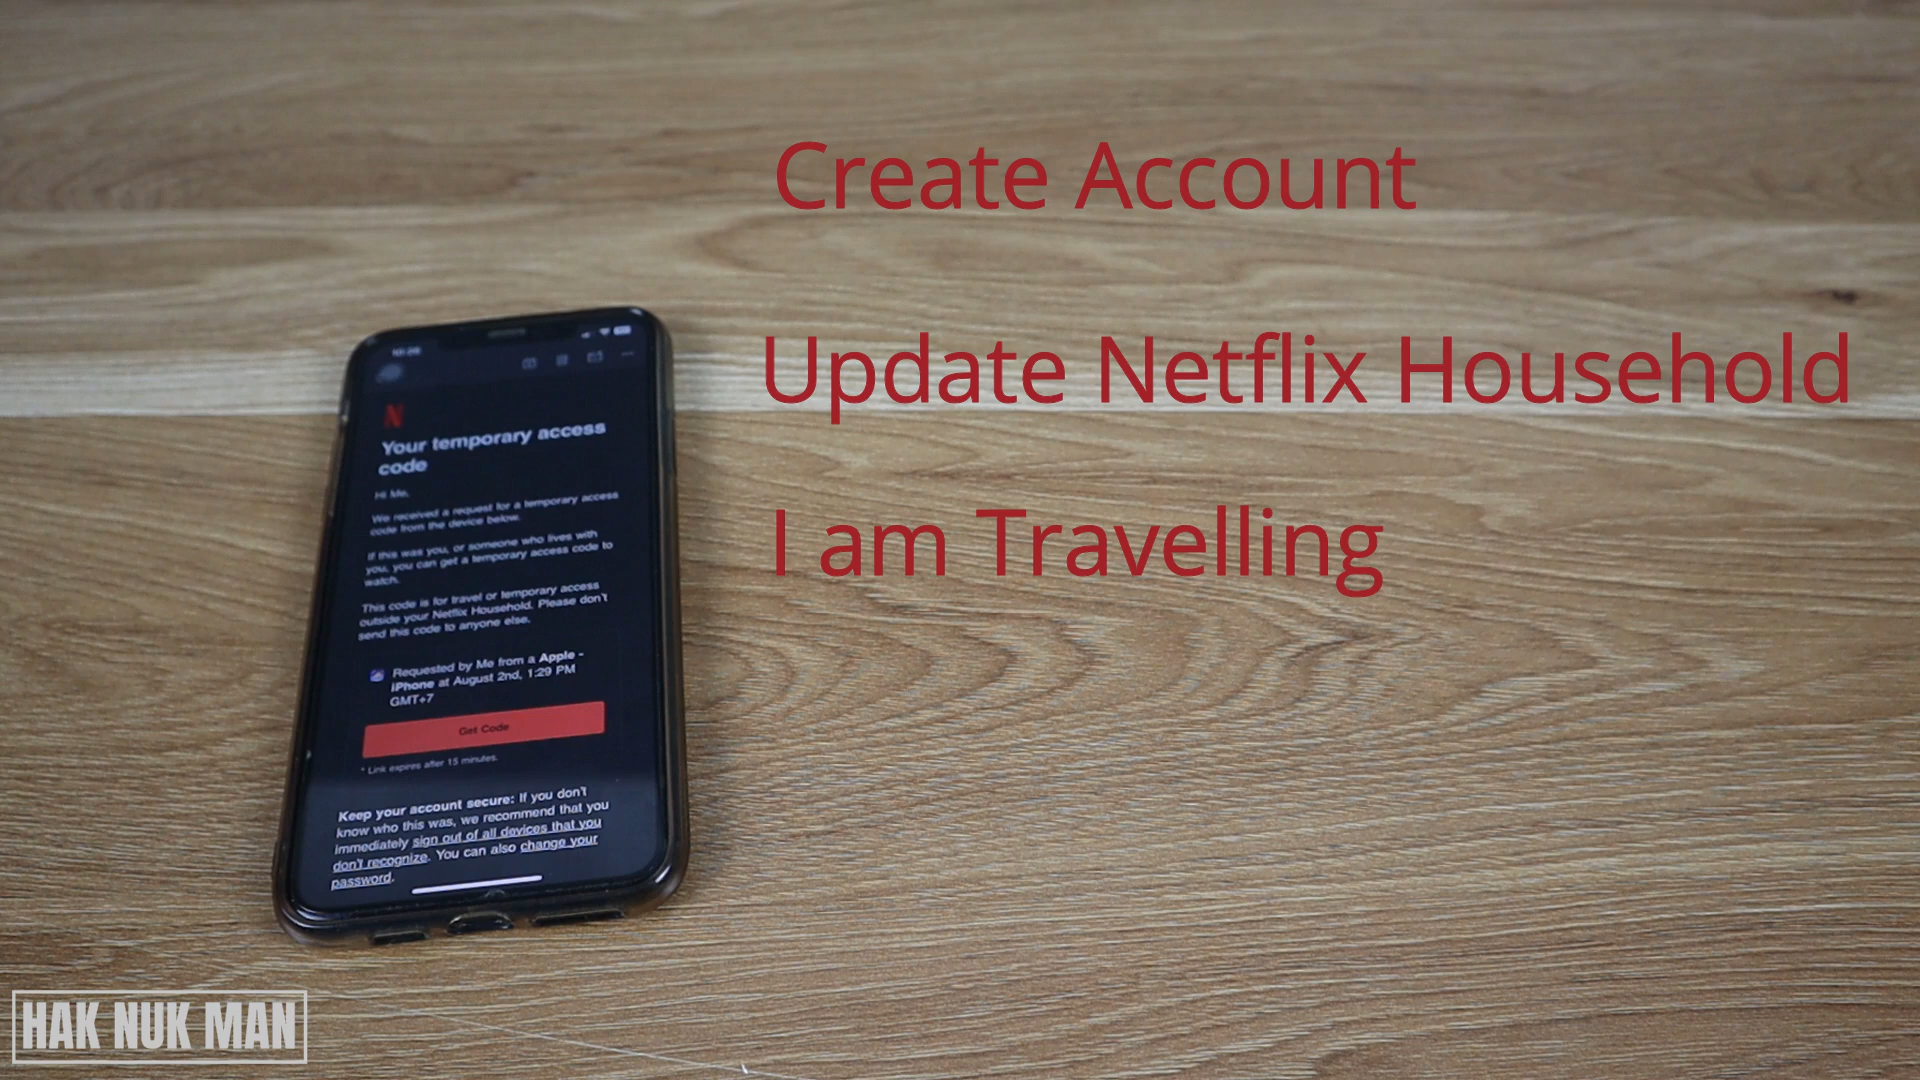 Create Account
Update Netflix Household
I am Travelling
10:26
N
Your temporary access
code
Hi Me,
We received a request for a temporary access
code from the device below.
If this was you, or someone who lives with
you, you can get a temporary access code to
watch.
This code is for travel or temporary access
outside your Netflix Household. Please don't
send this code to anyone else.
Requested by Me from a Apple -
iPhone at August 2nd, 1:29 PM
GMT+7
Get Code
* Link expires after 15 minutes.
Keep your account secure: If you don't
know who this was, we recommend that you
immediately sign out of all devices that you
don't recognize. You can also change your
password.
HAK NUK MAN